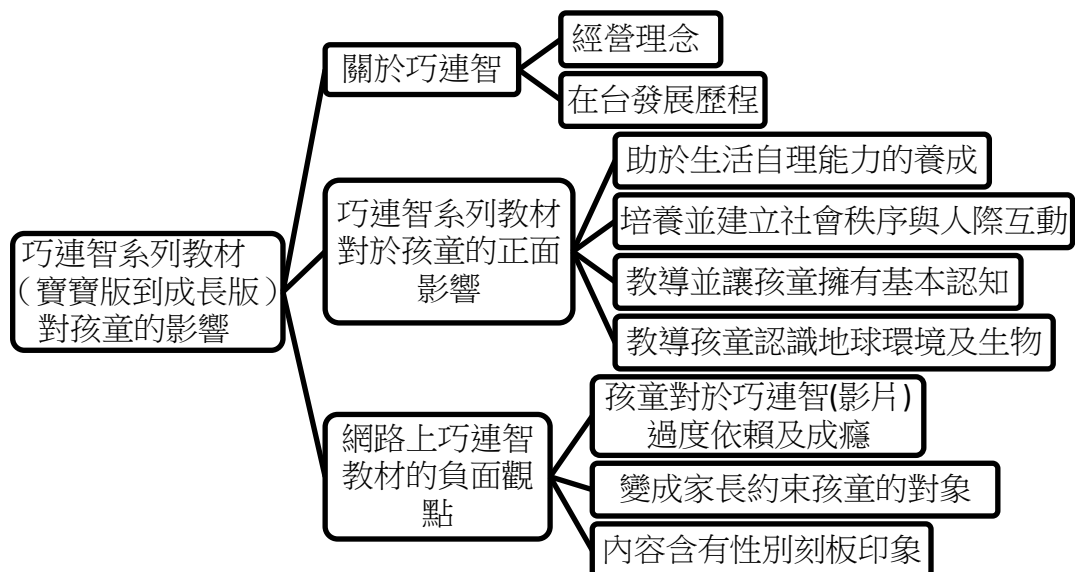 巧連智系列教材
（寶寶版到成長版）
對孩童的影響
關於巧連智
經營理念
在台發展歷程
巧連智系列教材
對於孩童的正面
影響
助於生活自理能力的養成
培養並建立社會秩序與人際互動
教導並讓孩童擁有基本認知
教導孩童認識地球環境及生物
網路上巧連智
教材的負面觀
點
孩童對於巧連智(影片)
過度依賴及成癮
變成家長約束孩童的對象
內容含有性別刻板印象